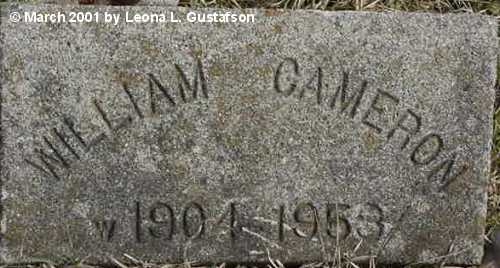 © March 2001 by Leona L. Gustafson
WILLIAM CAMERON
1904-1953